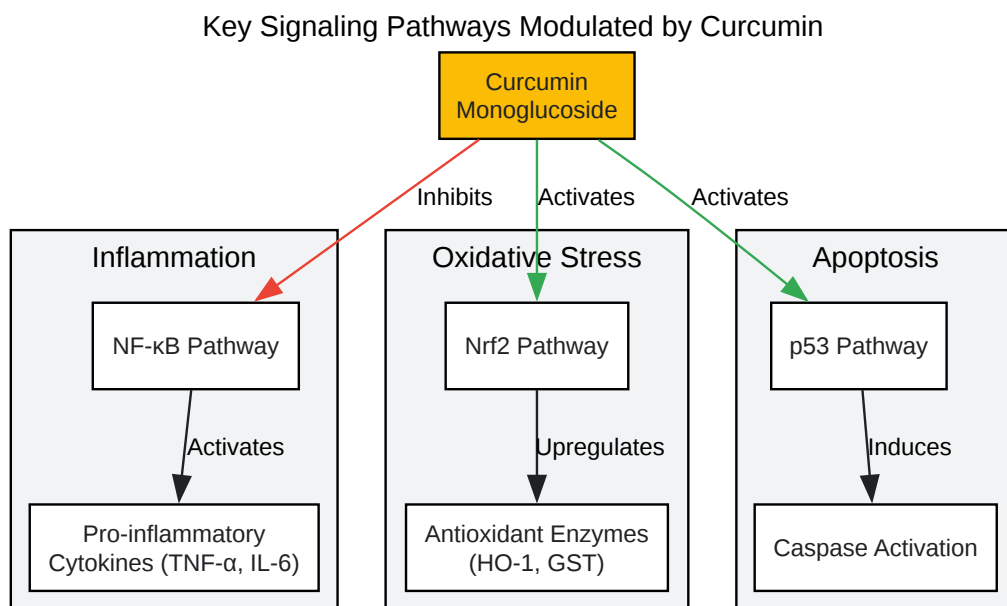 Key Signaling Pathways Modulated by Curcumin
Curcumin
Monoglucoside
Inhibits
Activates
Activates
Inflammation
Oxidative Stress
Apoptosis
NF-κB Pathway
Nrf2 Pathway
p53 Pathway
Activates
Upregulates
Induces
Pro-inflammatory
Cytokines (TNF-α, IL-6)
Antioxidant Enzymes
(HO-1, GST)
Caspase Activation